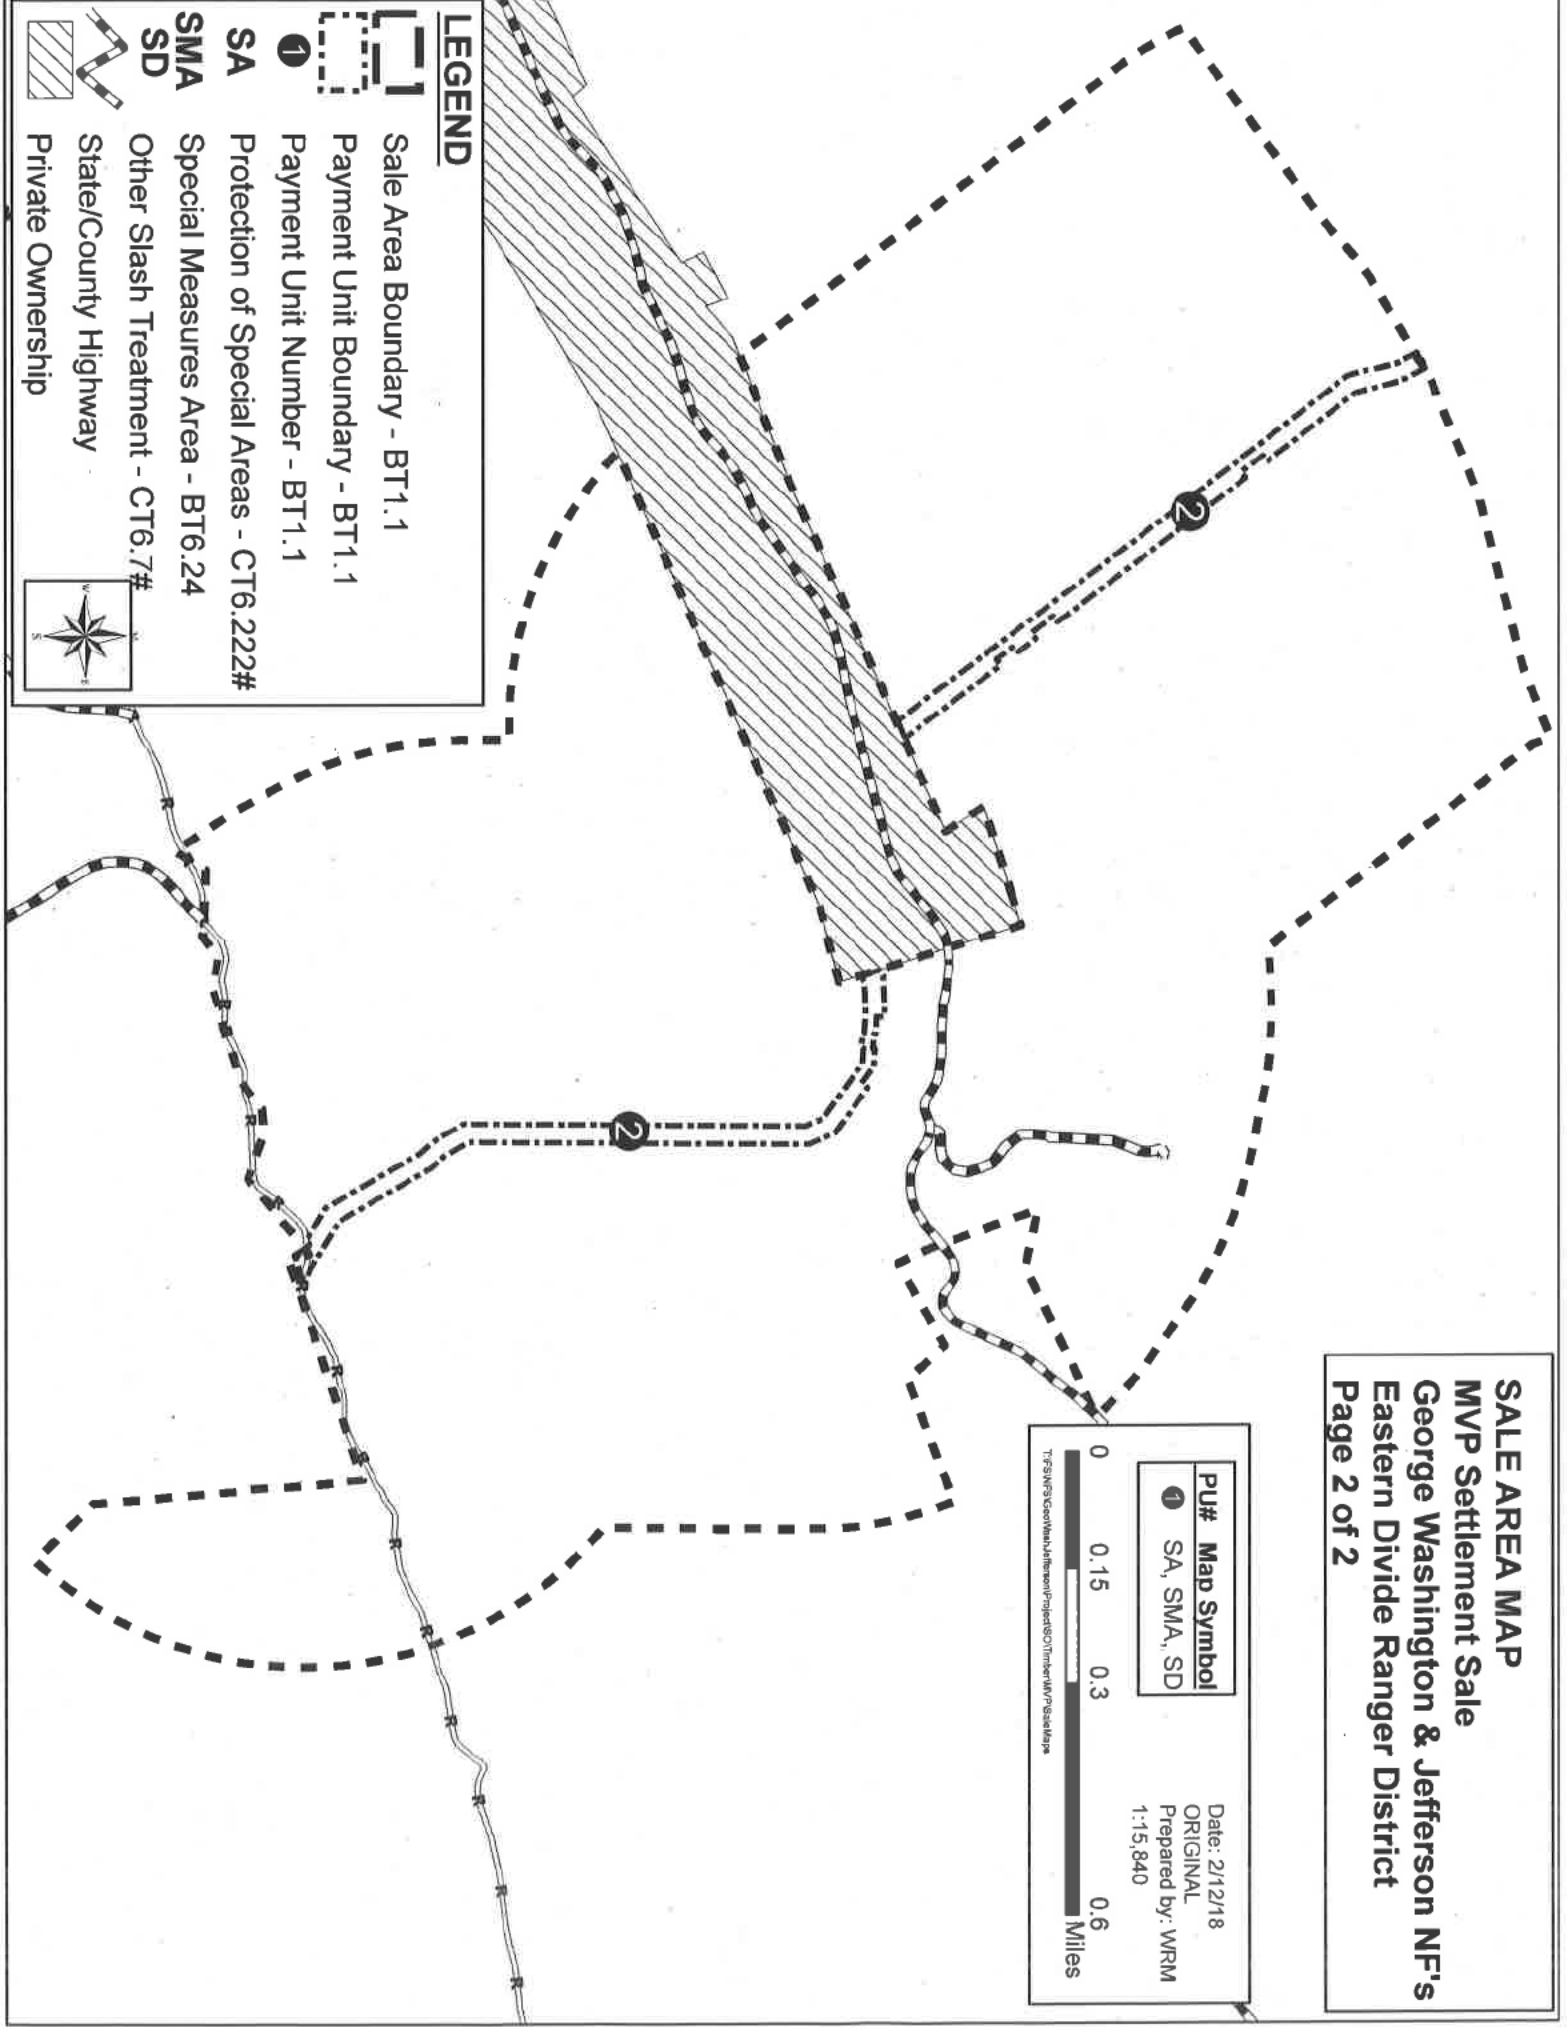 SALE AREA MAP
MVP Settlement Sale
George Washington & Jefferson NF's
Eastern Divide Ranger District
Page 2 of 2
PU# Map Symbol
1 SA, SMA, SD
Date: 2/12/18
ORIGINAL
Prepared by: WRM
1:15,840
0 0.15 0.3 0.6
Miles
2
2
R
R
R
R
R
R
R
R
R
R
R
R
LEGEND
Sale Area Boundary - BT1.1
Payment Unit Boundary - BT1.1
1 Payment Unit Number - BT1.1
SA Protection of Special Areas - CT6.222#
SMA Special Measures Area - BT6.24
SD Other Slash Treatment - CT6.7#
State/County Highway
Private Ownership
N
W E
S